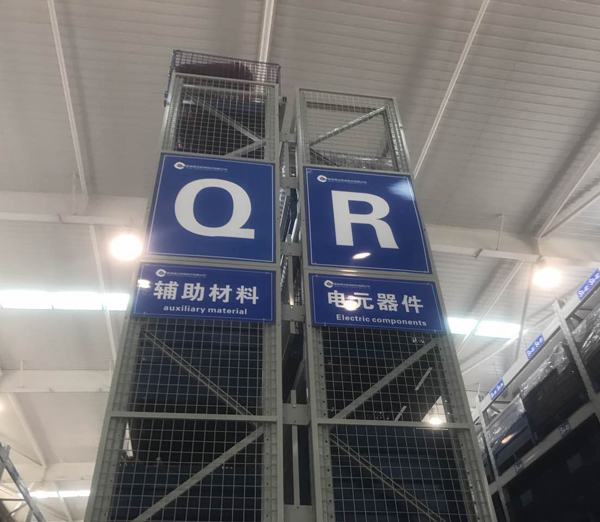 Q
R
辅助材料
auxiliary material
电元器件
Electric components